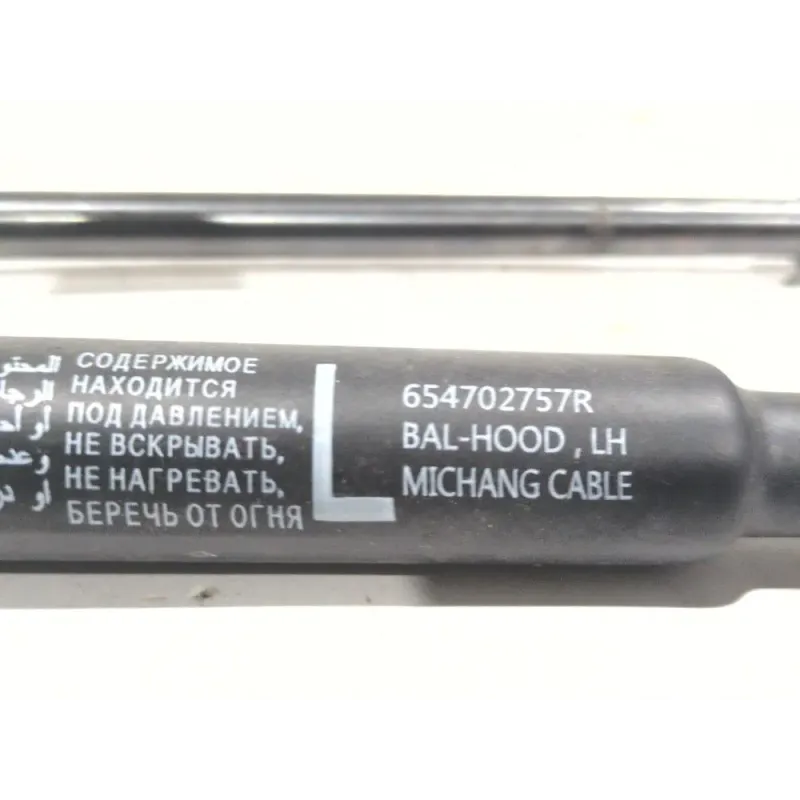 СОДЕРЖИМОЕ
НАХОДИТСЯ
ПОД ДАВЛЕНИЕМ,
НЕ ВСКРЫВАТЬ,
НЕ НАГРЕВАТЬ,
БЕРЕЧЬ ОТ ОГНЯ
L
654702757R
BAL-HOOD , LH
MICHANG CABLE